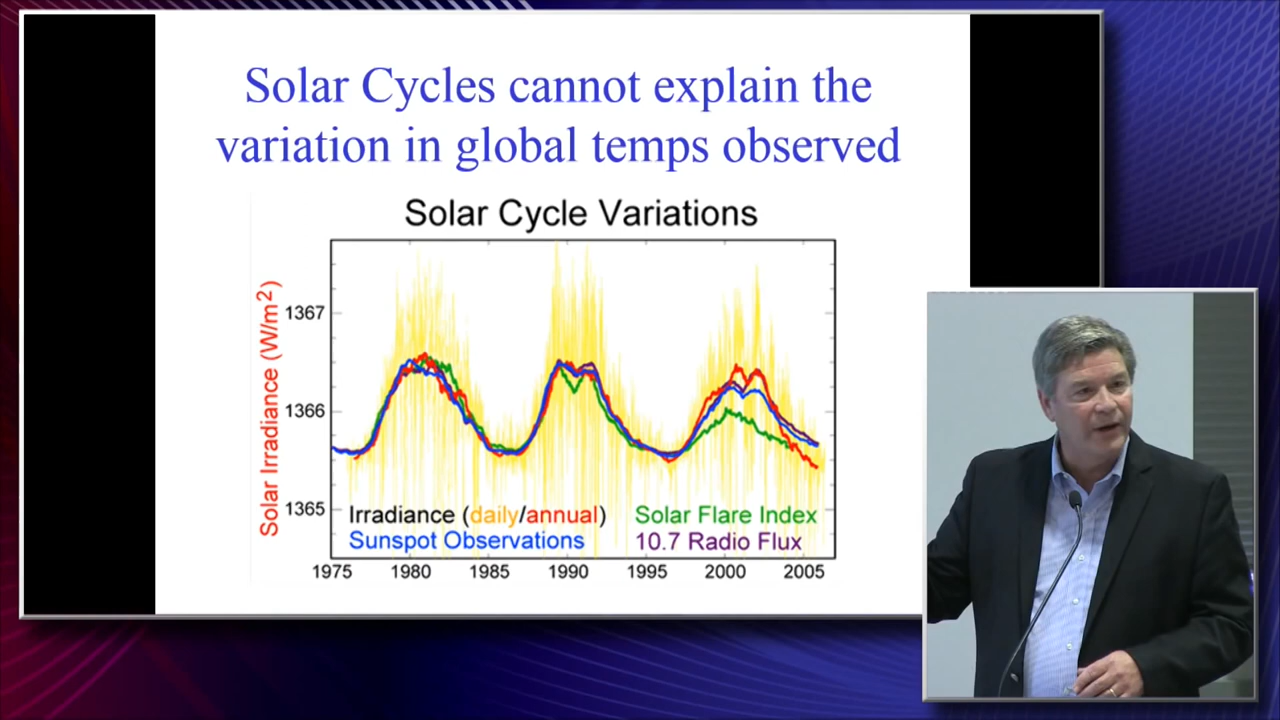 Solar Cycles cannot explain the
variation in global temps observed
Solar Cycle Variations
Solar Irradiance (W/m²)
1367
1366
1365
Irradiance (daily/annual)
Sunspot Observations
Solar Flare Index
10.7 Radio Flux
1975 1980 1985 1990 1995 2000 2005